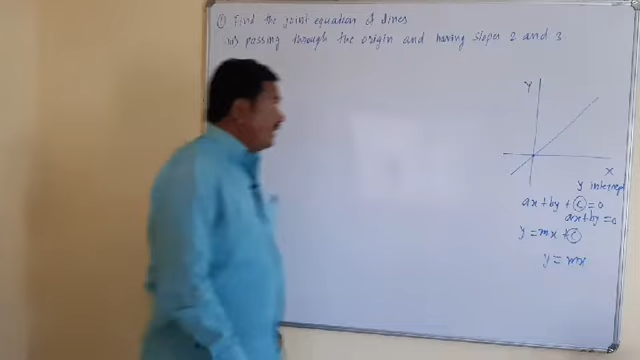 ① Find the joint equation of lines
passing through the origin and having slopes 2 and 3
Y
X
y intercept
ax+by+c=0
ax+by=0
y=mx+c
y=mx